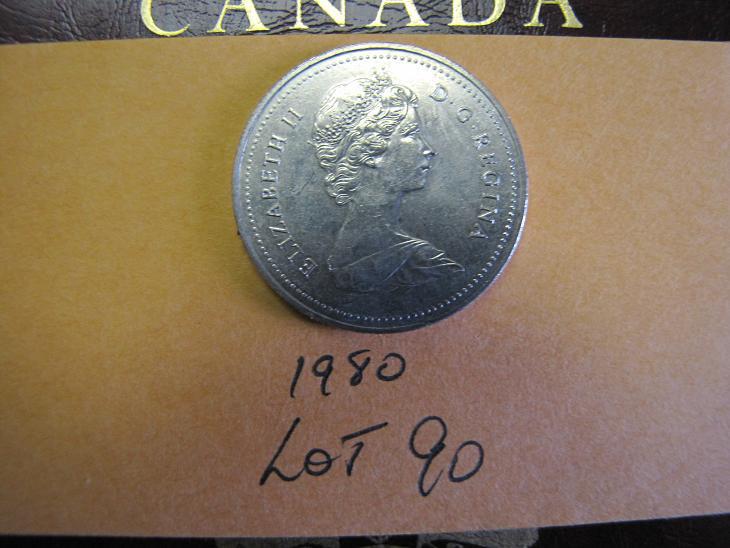 CANADA
ELIZABETH II D·G·REGINA
1980
LOT 90